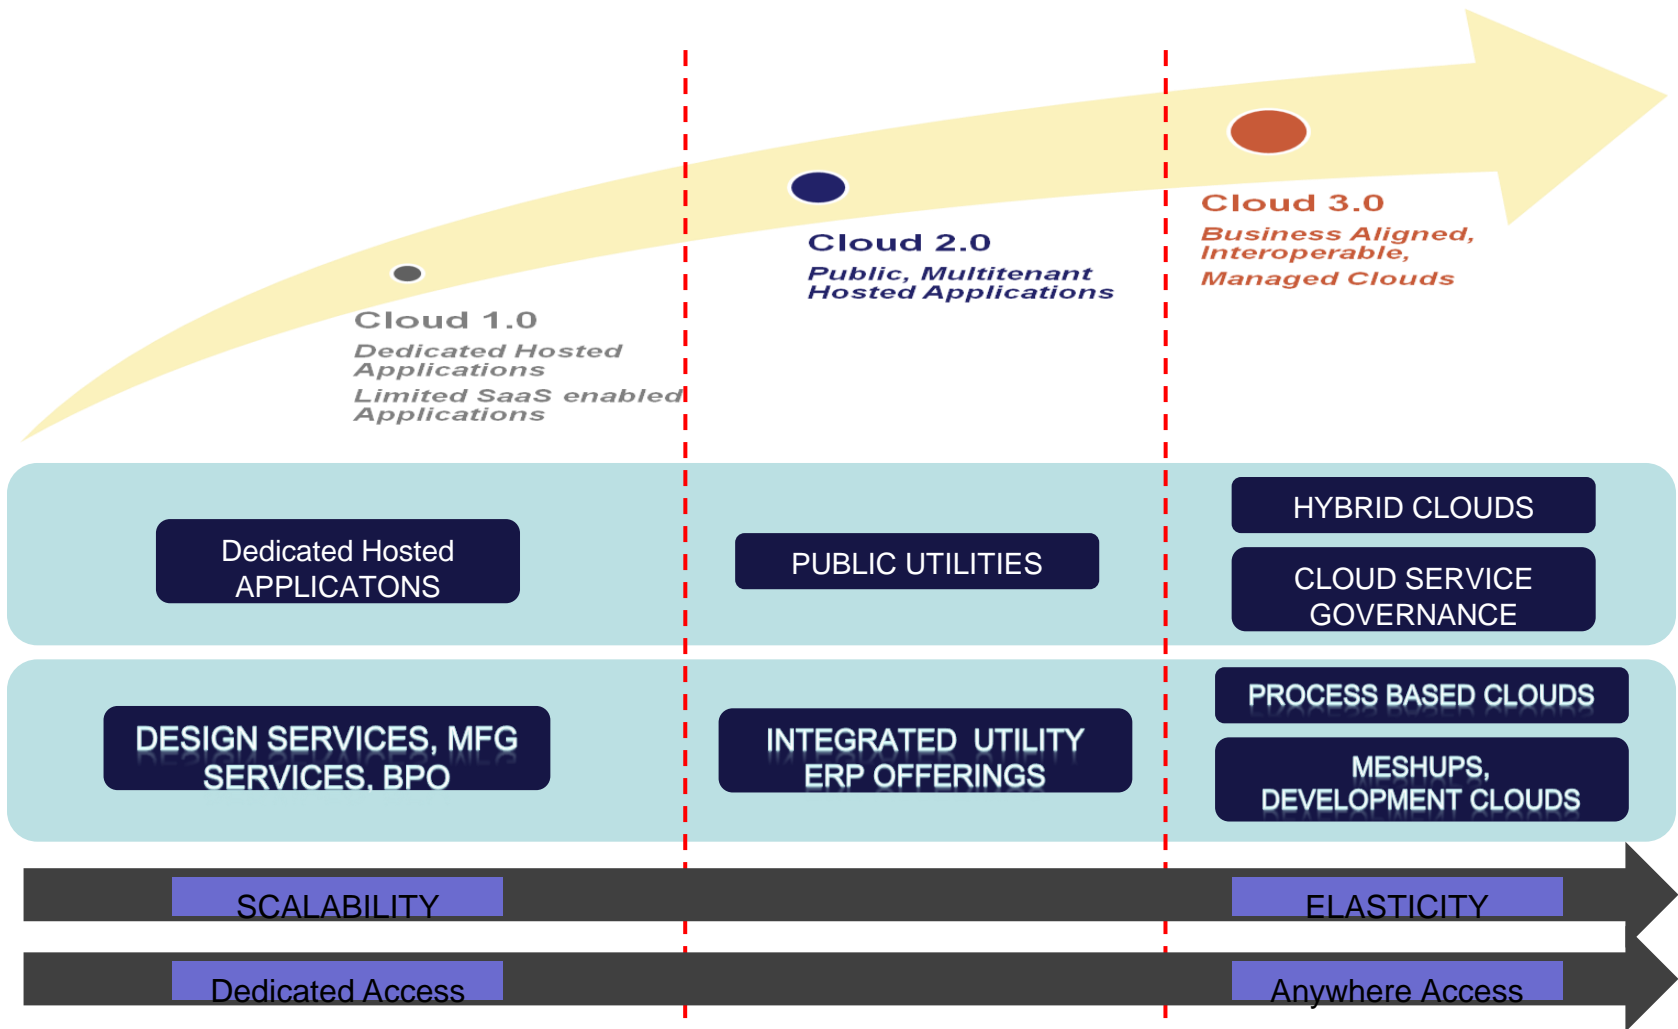 Cloud 1.0
Dedicated Hosted
Applications
Limited SaaS enabled
Applications
Cloud 2.0
Public, Multitenant
Hosted Applications
Cloud 3.0
Business Aligned,
Interoperable,
Managed Clouds
Dedicated Hosted
APPLICATONS
PUBLIC UTILITIES
HYBRID CLOUDS
CLOUD SERVICE
GOVERNANCE
DESIGN SERVICES, MFG
SERVICES, BPO
INTEGRATED UTILITY
ERP OFFERINGS
PROCESS BASED CLOUDS
MESHUPS,
DEVELOPMENT CLOUDS
SCALABILITY
ELASTICITY
Dedicated Access
Anywhere Access